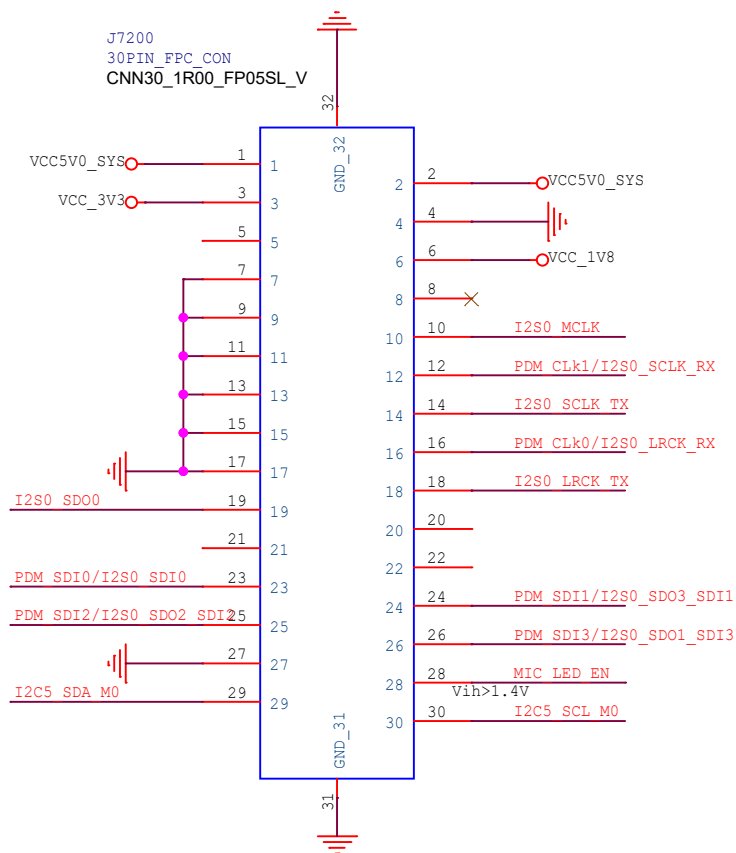 J7200
30PIN_FPC_CON
CNN30_1R00_FP05SL_V
32
GND_32
VCC5V0_SYS 1 1
2 2 VCC5V0_SYS
VCC_3V3 3 3
4 4
5 5
6 6 VCC_1V8
7 7
8 8
9 9
10 10 I2S0_MCLK
11 11
12 12 PDM_CLk1/I2S0_SCLK_RX
13 13
14 14 I2S0_SCLK_TX
15 15
16 16 PDM_CLk0/I2S0_LRCK_RX
17 17
18 18 I2S0_LRCK_TX
I2S0_SDO0 19 19
20 20
21 21
22 22
PDM_SDI0/I2S0_SDI0 23 23
24 24 PDM_SDI1/I2S0_SDO3_SDI1
PDM_SDI2/I2S0_SDO2_SDI2 25 25
26 26 PDM_SDI3/I2S0_SDO1_SDI3
27 27
28 28 MIC_LED_EN
Vih>1.4V
I2C5_SDA_M0 29 29
30 30 I2C5_SCL_M0
GND_31
31